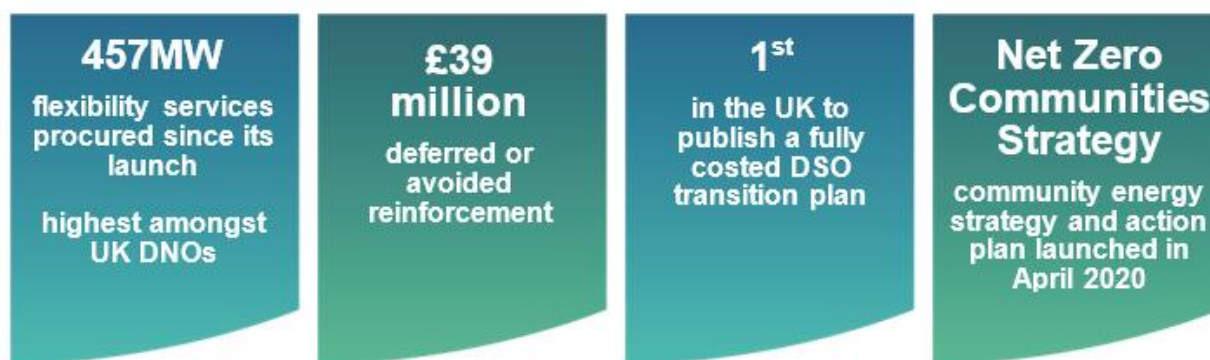 457MW
flexibility services
procured since its
launch
highest amongst
UK DNOs
£39
million
deferred or
avoided
reinforcement
1st
in the UK to
publish a fully
costed DSO
transition plan
Net Zero
Communities
Strategy
community energy
strategy and action
plan launched in
April 2020